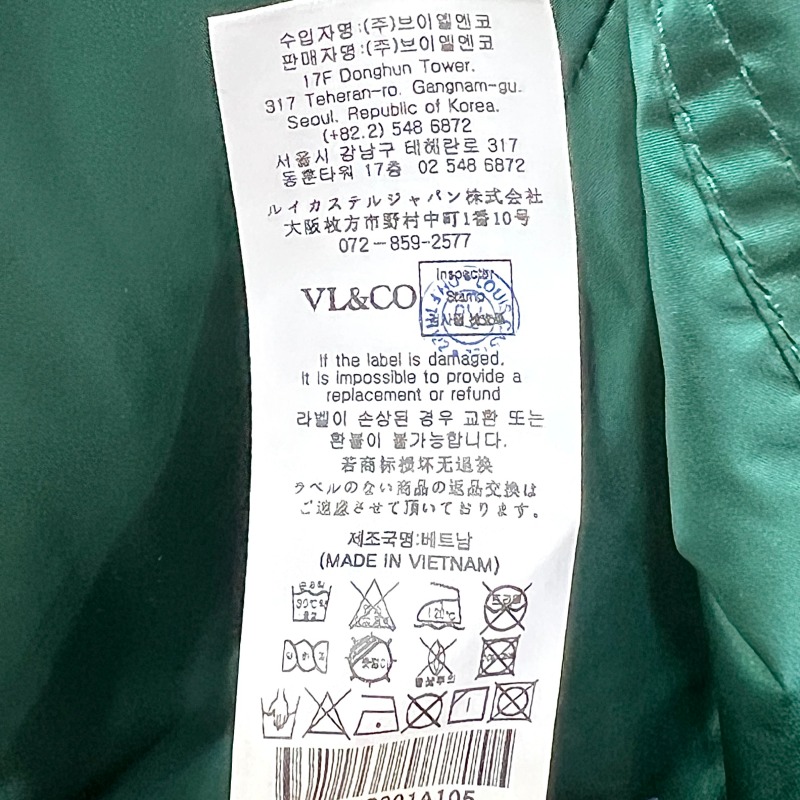 수입자명:(주)브이엘엔코
판매자명:(주)브이엘엔코
17F Donghun Tower.
317 Teheran-ro. Gangnam-gu.
Seoul. Republic of Korea.
(+82.2) 548 6872
서울시 강남구 테헤란로 317
동훈타워 17층 02 548 6872
ルイカステルジャパン株式会社
大阪枚方市野村中町1番10号
072-859-2577
VL&CO
Inspector
Stamp
If the label is damaged.
It is impossible to provide a
replacement or refund
라벨이 손상된 경우 교환 또는
환불이 불가능합니다.
若商标损坏无退换
ラベルのない商品の返品交換は
ご遠慮させて頂いております。
제조국명:베트남
(MADE IN VIETNAM)
120℃